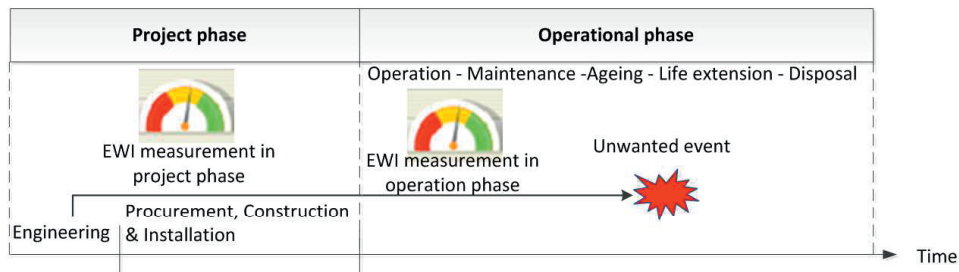 Project phase
Operational phase
Operation - Maintenance -Ageing - Life extension - Disposal
EWI measurement in
project phase
EWI measurement in
operation phase
Unwanted event
Engineering
Procurement, Construction
& Installation
Time